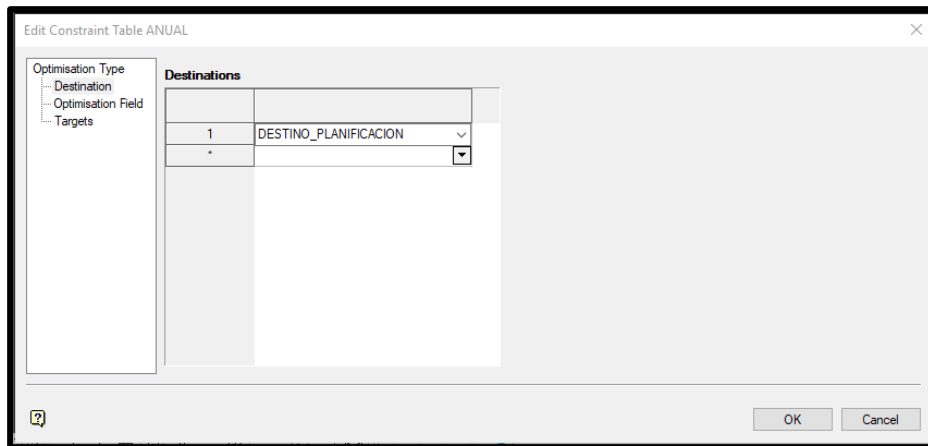 Edit Constraint Table ANUAL
Optimisation Type
Destination
Optimisation Field
Targets
Destinations
1 DESTINO_PLANIFICACION
*
OK Cancel